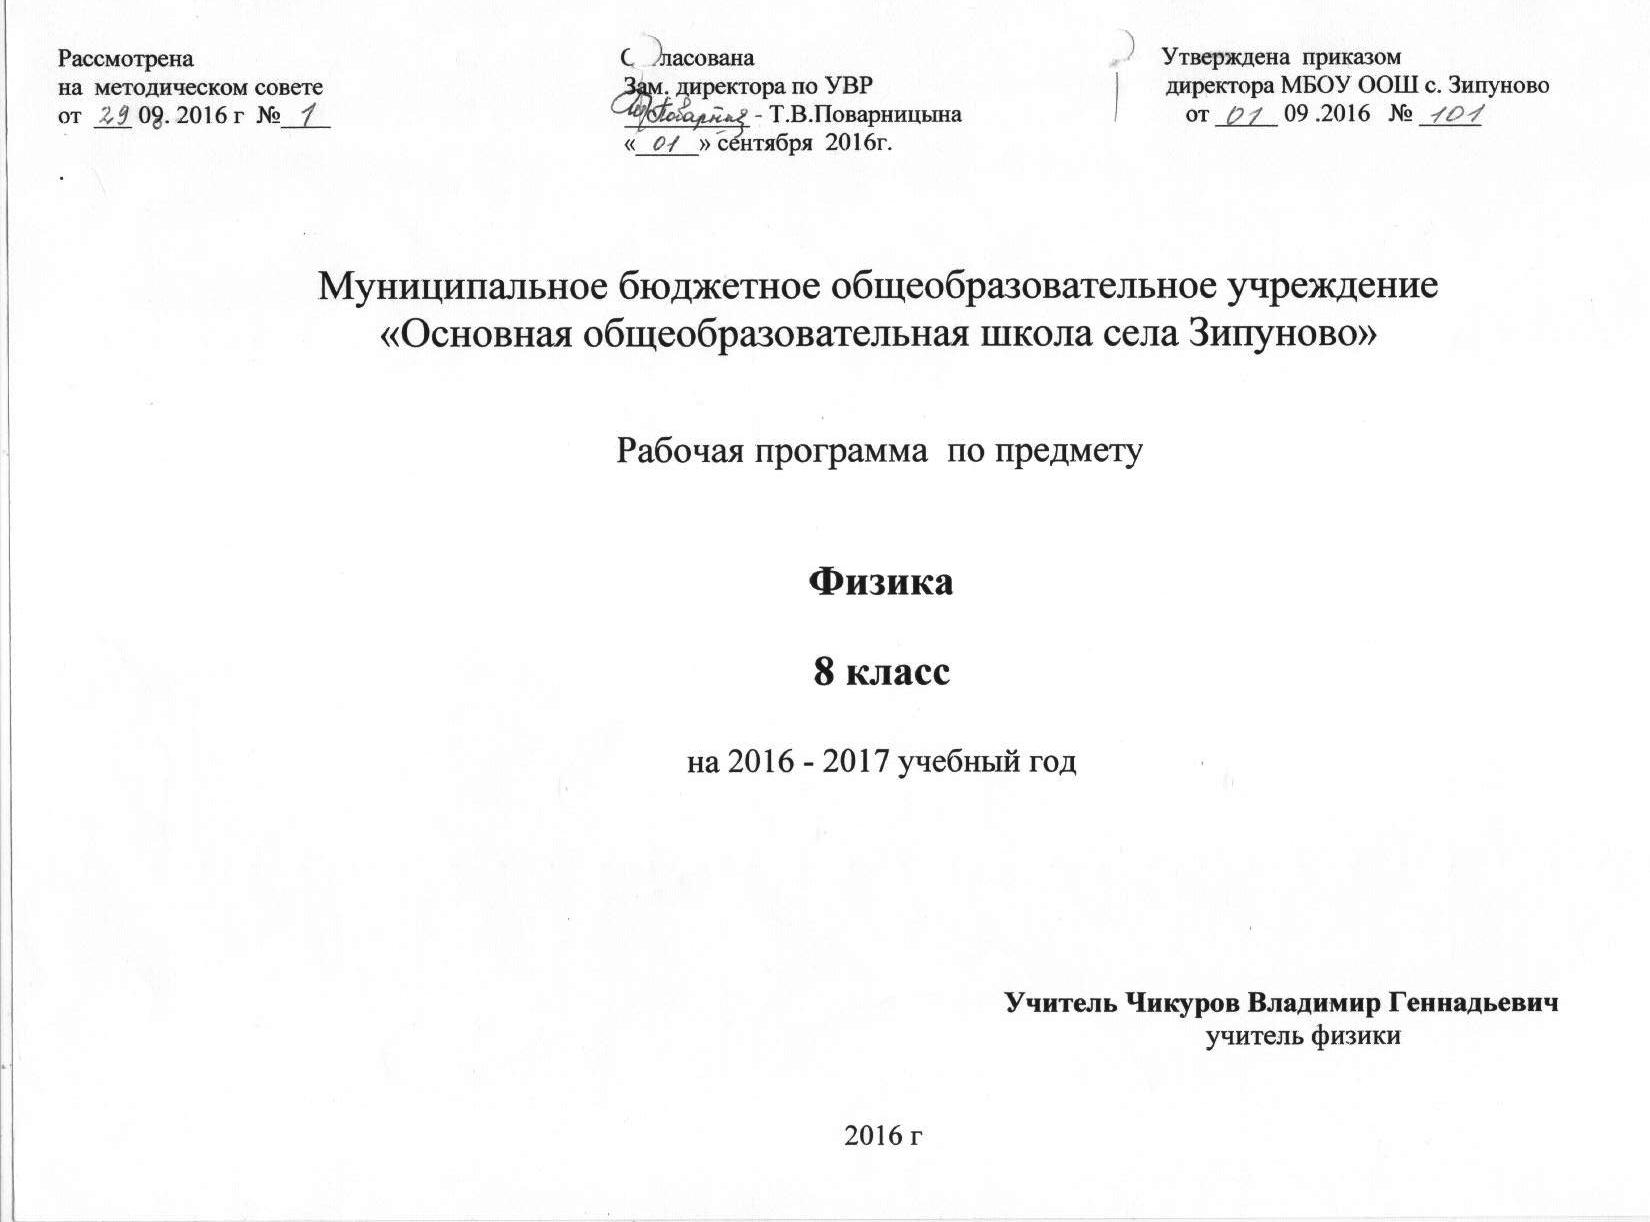 Рассмотрена
на методическом совете
от 29 08. 2016 г № 1
.
С ласована
Зам. директора по УВР
- Т.В.Поварницына
« 01 » сентября 2016г.
Утверждена приказом
директора МБОУ ООШ с. Зипуново
от 01 09 .2016 № 101
Муниципальное бюджетное общеобразовательное учреждение
«Основная общеобразовательная школа села Зипуново»
Рабочая программа по предмету
Физика
8 класс
на 2016 - 2017 учебный год
Учитель Чикуров Владимир Геннадьевич
учитель физики
2016 г